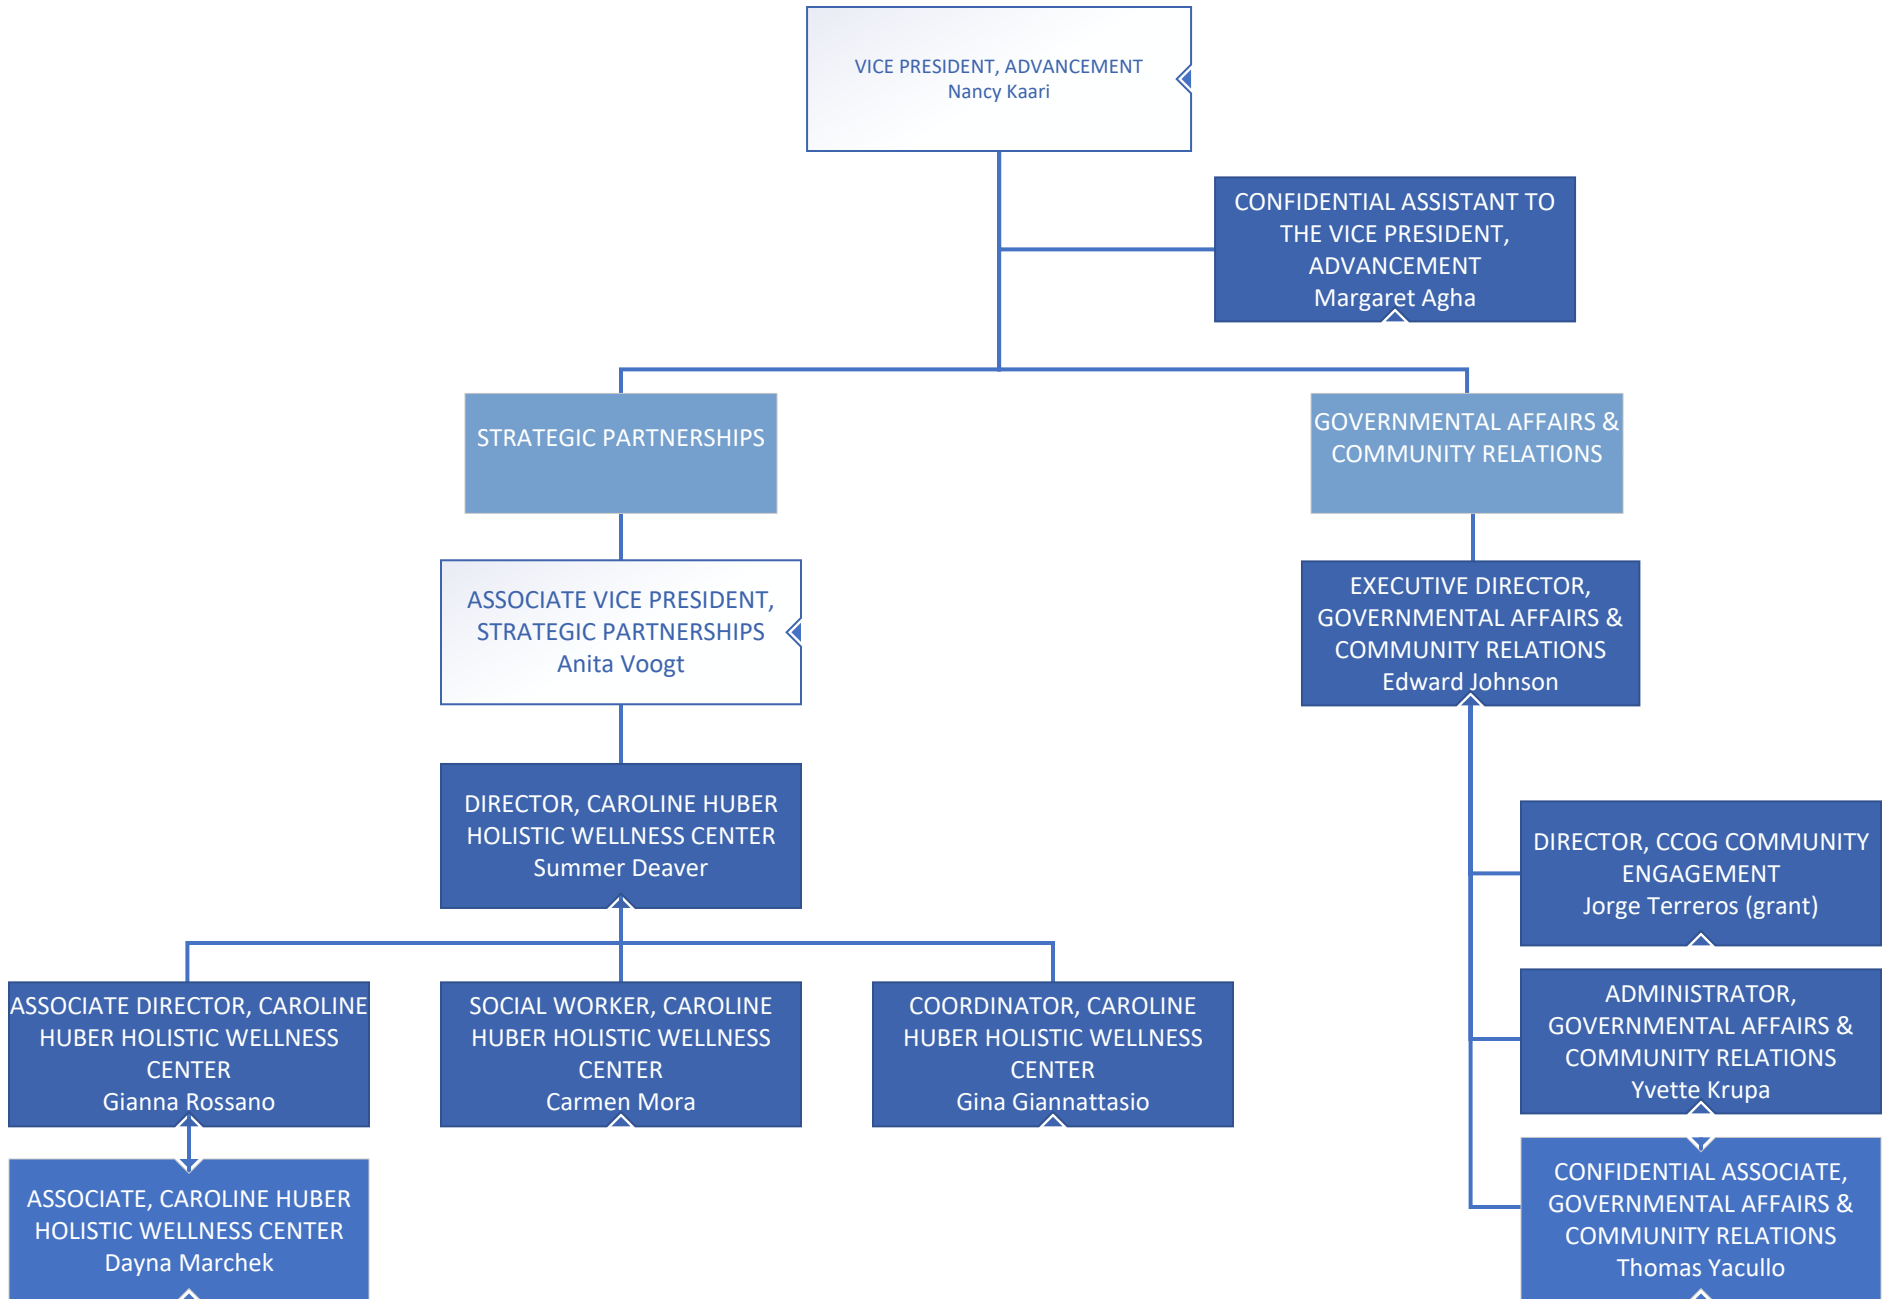 VICE PRESIDENT, ADVANCEMENT
Nancy Kaari
CONFIDENTIAL ASSISTANT TO
THE VICE PRESIDENT,
ADVANCEMENT
Margaret Agha
STRATEGIC PARTNERSHIPS
GOVERNMENTAL AFFAIRS &
COMMUNITY RELATIONS
ASSOCIATE VICE PRESIDENT,
STRATEGIC PARTNERSHIPS
Anita Voogt
EXECUTIVE DIRECTOR,
GOVERNMENTAL AFFAIRS &
COMMUNITY RELATIONS
Edward Johnson
DIRECTOR, CAROLINE HUBER
HOLISTIC WELLNESS CENTER
Summer Deaver
DIRECTOR, CCOG COMMUNITY
ENGAGEMENT
Jorge Terreros (grant)
ASSOCIATE DIRECTOR, CAROLINE
HUBER HOLISTIC WELLNESS
CENTER
Gianna Rossano
SOCIAL WORKER, CAROLINE
HUBER HOLISTIC WELLNESS
CENTER
Carmen Mora
COORDINATOR, CAROLINE
HUBER HOLISTIC WELLNESS
CENTER
Gina Giannattasio
ADMINISTRATOR,
GOVERNMENTAL AFFAIRS &
COMMUNITY RELATIONS
Yvette Krupa
ASSOCIATE, CAROLINE HUBER
HOLISTIC WELLNESS CENTER
Dayna Marchek
CONFIDENTIAL ASSOCIATE,
GOVERNMENTAL AFFAIRS &
COMMUNITY RELATIONS
Thomas Yacullo